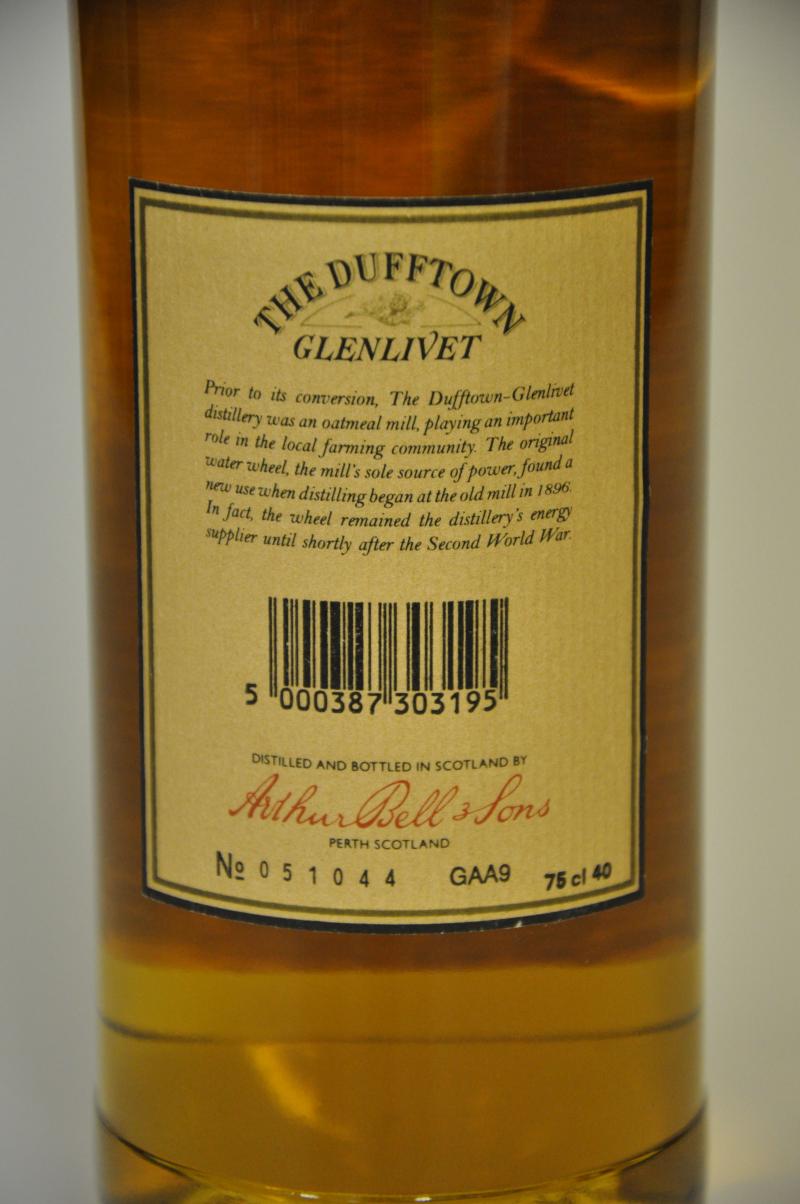 THE DUFFTOWN
GLENLIVET
Prior to its conversion, The Dufftown-Glenlivet
distillery was an oatmeal mill, playing an important
role in the local farming community. The original
water wheel, the mill's sole source of power, found a
new use when distilling began at the old mill in 1896.
In fact, the wheel remained the distillery's energy
supplier until shortly after the Second World War.
5 000387 303195
DISTILLED AND BOTTLED IN SCOTLAND BY
Arthur Bell & Sons
PERTH SCOTLAND
Nº 051044 GAA9 75 cl 40